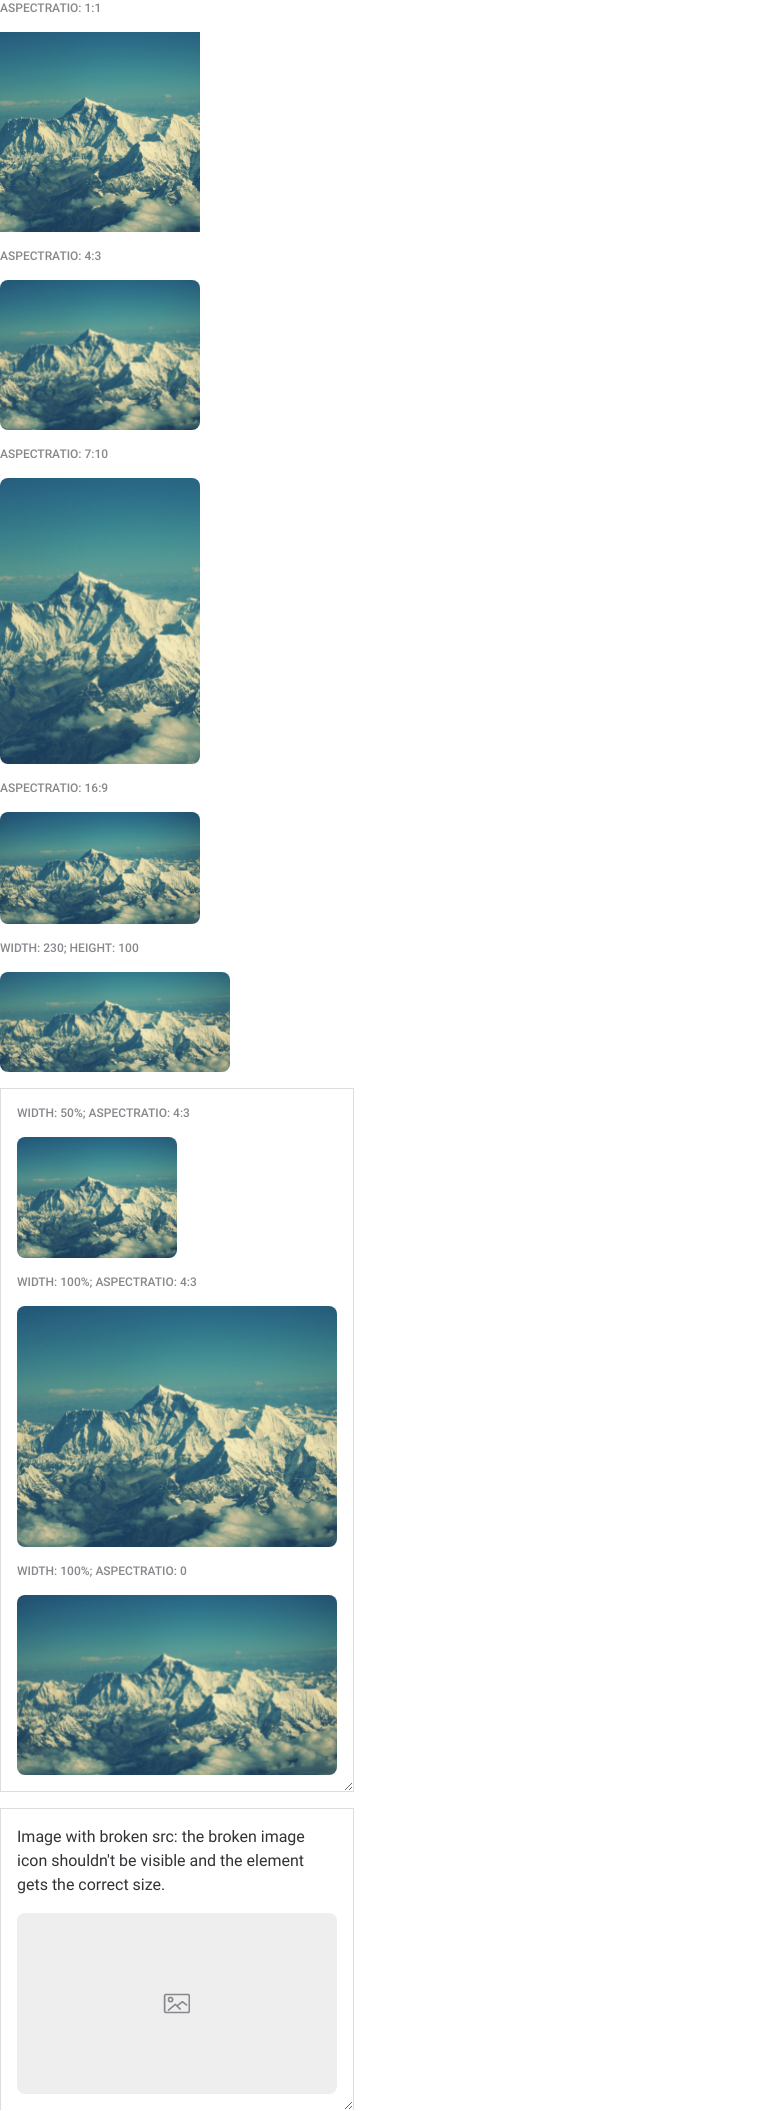 ASPECTRATIO: 1:1
ASPECTRATIO: 4:3
ASPECTRATIO: 7:10
ASPECTRATIO: 16:9
WIDTH: 230; HEIGHT: 100
WIDTH: 50%; ASPECTRATIO: 4:3
WIDTH: 100%; ASPECTRATIO: 4:3
WIDTH: 100%; ASPECTRATIO: 0
Image with broken src: the broken image
icon shouldn't be visible and the element
gets the correct size.